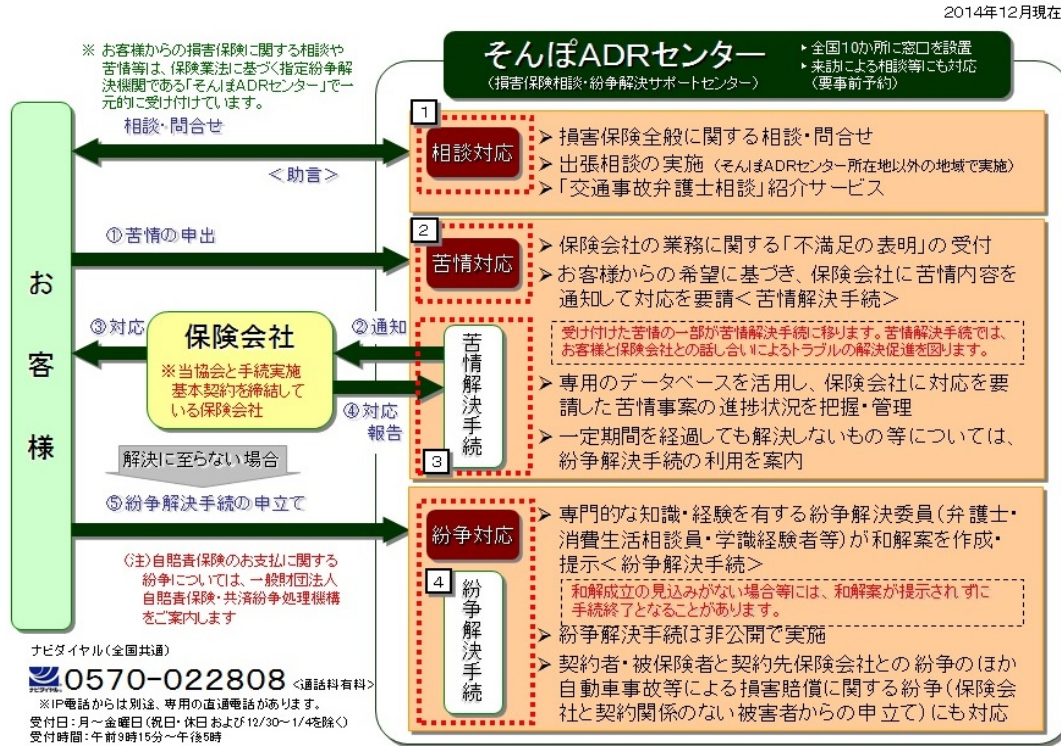 2014年12月現在
※ お客様からの損害保険に関する相談や
苦情等は、保険業法に基づく指定紛争解
決機関である「そんぽADRセンター」で一
元的に受け付けています。
そんぽADRセンター
（損害保険相談・紛争解決サポートセンター）
▶全国10か所に窓口を設置
▶来訪による相談等にも対応
（要事前予約）
お客様
相談・問合せ
＜助言＞
1
相談対応
➢ 損害保険全般に関する相談・問合せ
➢ 出張相談の実施（そんぽADRセンター所在地以外の地域で実施）
➢「交通事故弁護士相談」紹介サービス
①苦情の申出
2
苦情対応
➢ 保険会社の業務に関する「不満足の表明」の受付
➢ お客様からの希望に基づき、保険会社に苦情内容を
通知して対応を要請＜苦情解決手続＞
受け付けた苦情の一部が苦情解決手続に移ります。苦情解決手続では、
お客様と保険会社との話し合いによるトラブルの解決促進を図ります。
➢ 専用のデータベースを活用し、保険会社に対応を要
請した苦情事案の進捗状況を把握・管理
➢ 一定期間を経過しても解決しないもの等については、
紛争解決手続の利用を案内
③対応
保険会社
※当協会と手続実施
基本契約を締結して
いる保険会社
②通知
④対応
報告
苦情解決手続
3
解決に至らない場合
⑤紛争解決手続の申立て
紛争対応
4
紛争解決手続
➢ 専門的な知識・経験を有する紛争解決委員（弁護士・
消費生活相談員・学識経験者等）が和解案を作成・
提示＜紛争解決手続＞
和解成立の見込みがない場合等には、和解案が提示されずに
手続終了となることがあります。
➢ 紛争解決手続は非公開で実施
➢ 契約者・被保険者と契約先保険会社との紛争のほか
自動車事故等による損害賠償に関する紛争（保険会
社と契約関係のない被害者からの申立て）にも対応
（注）自賠責保険のお支払に関する
紛争については、一般財団法人
自賠責保険・共済紛争処理機構
をご案内します
ナビダイヤル（全国共通）
ナビダイヤル
0570-022808 ＜通話料有料＞
※IP電話からは別途、専用の直通電話があります。
受付日：月～金曜日（祝日・休日および12/30～1/4を除く）
受付時間：午前9時15分～午後5時